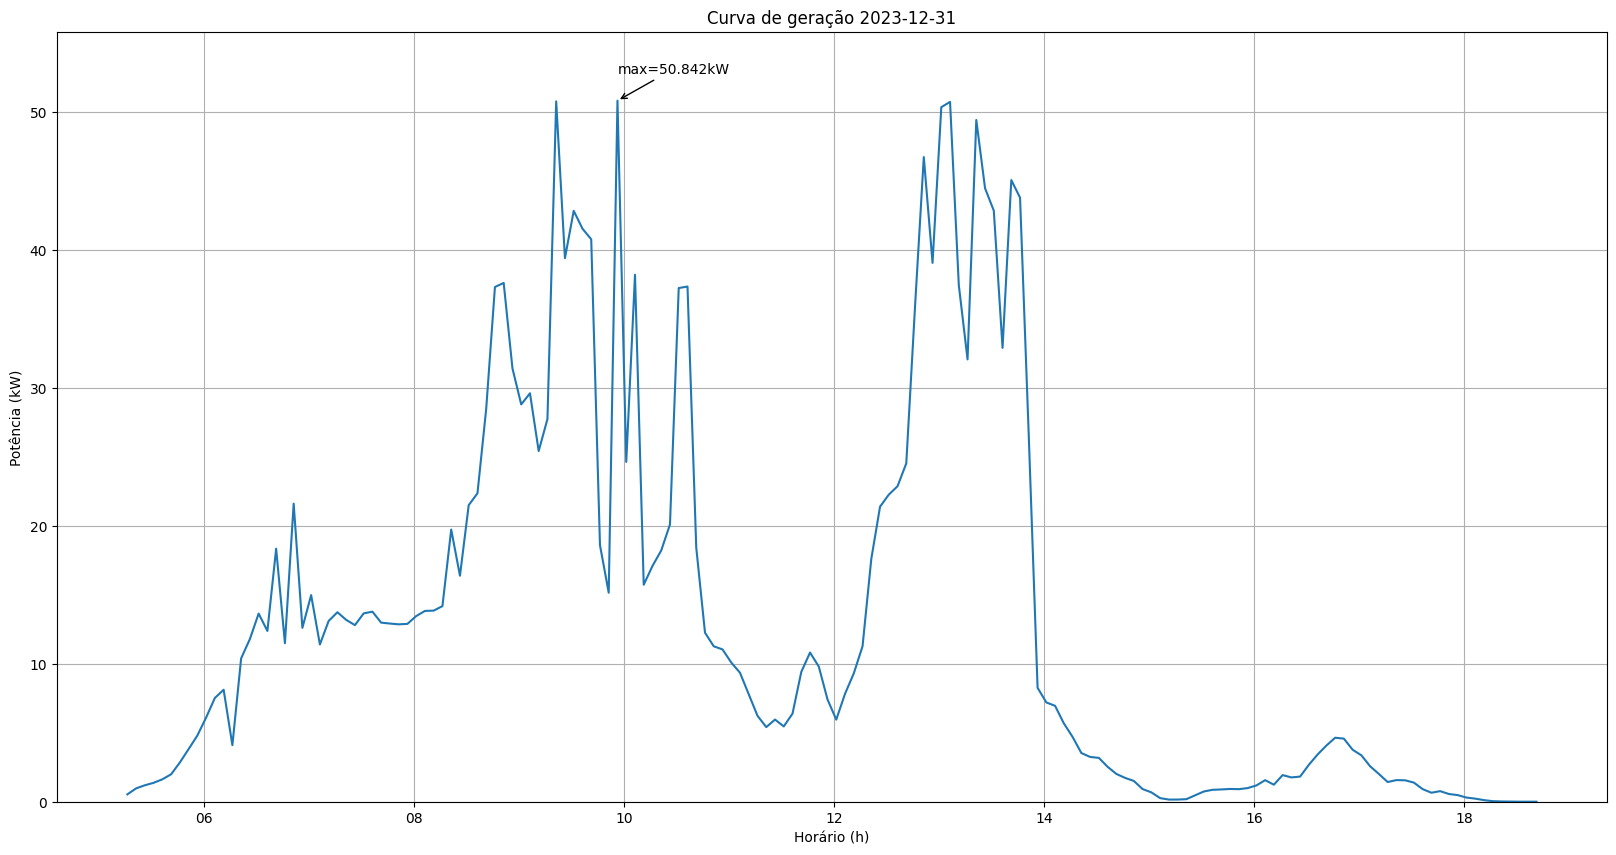 Curva de geração 2023-12-31
max=50.842kW
Potência (kW)
50
40
30
20
10
0
06 08 10 12 14 16 18
Horário (h)